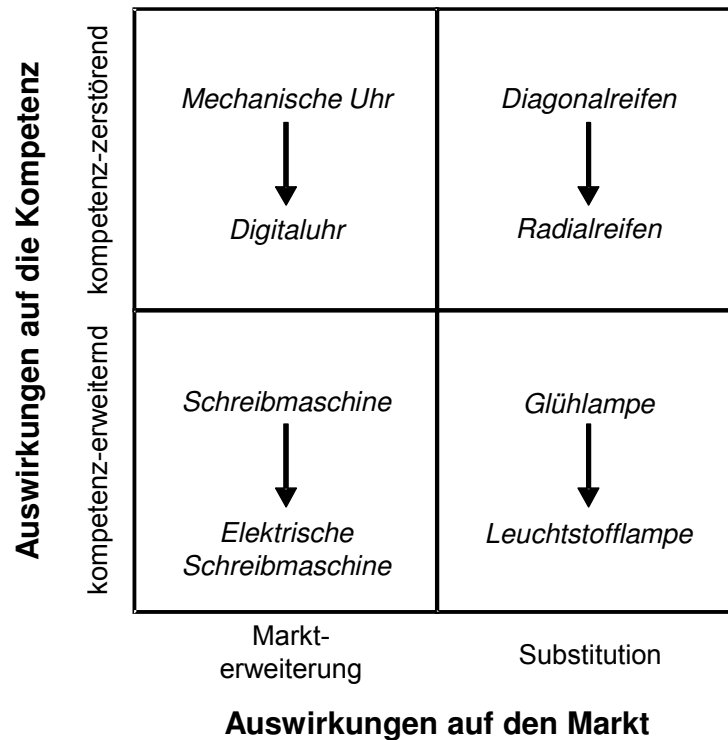 Auswirkungen auf die Kompetenz
kompetenz-zerstörend
kompetenz-erweiternd
Mechanische Uhr
Digitaluhr
Diagonalreifen
Radialreifen
Schreibmaschine
Elektrische
Schreibmaschine
Glühlampe
Leuchtstofflampe
Markt-
erweiterung
Substitution
Auswirkungen auf den Markt